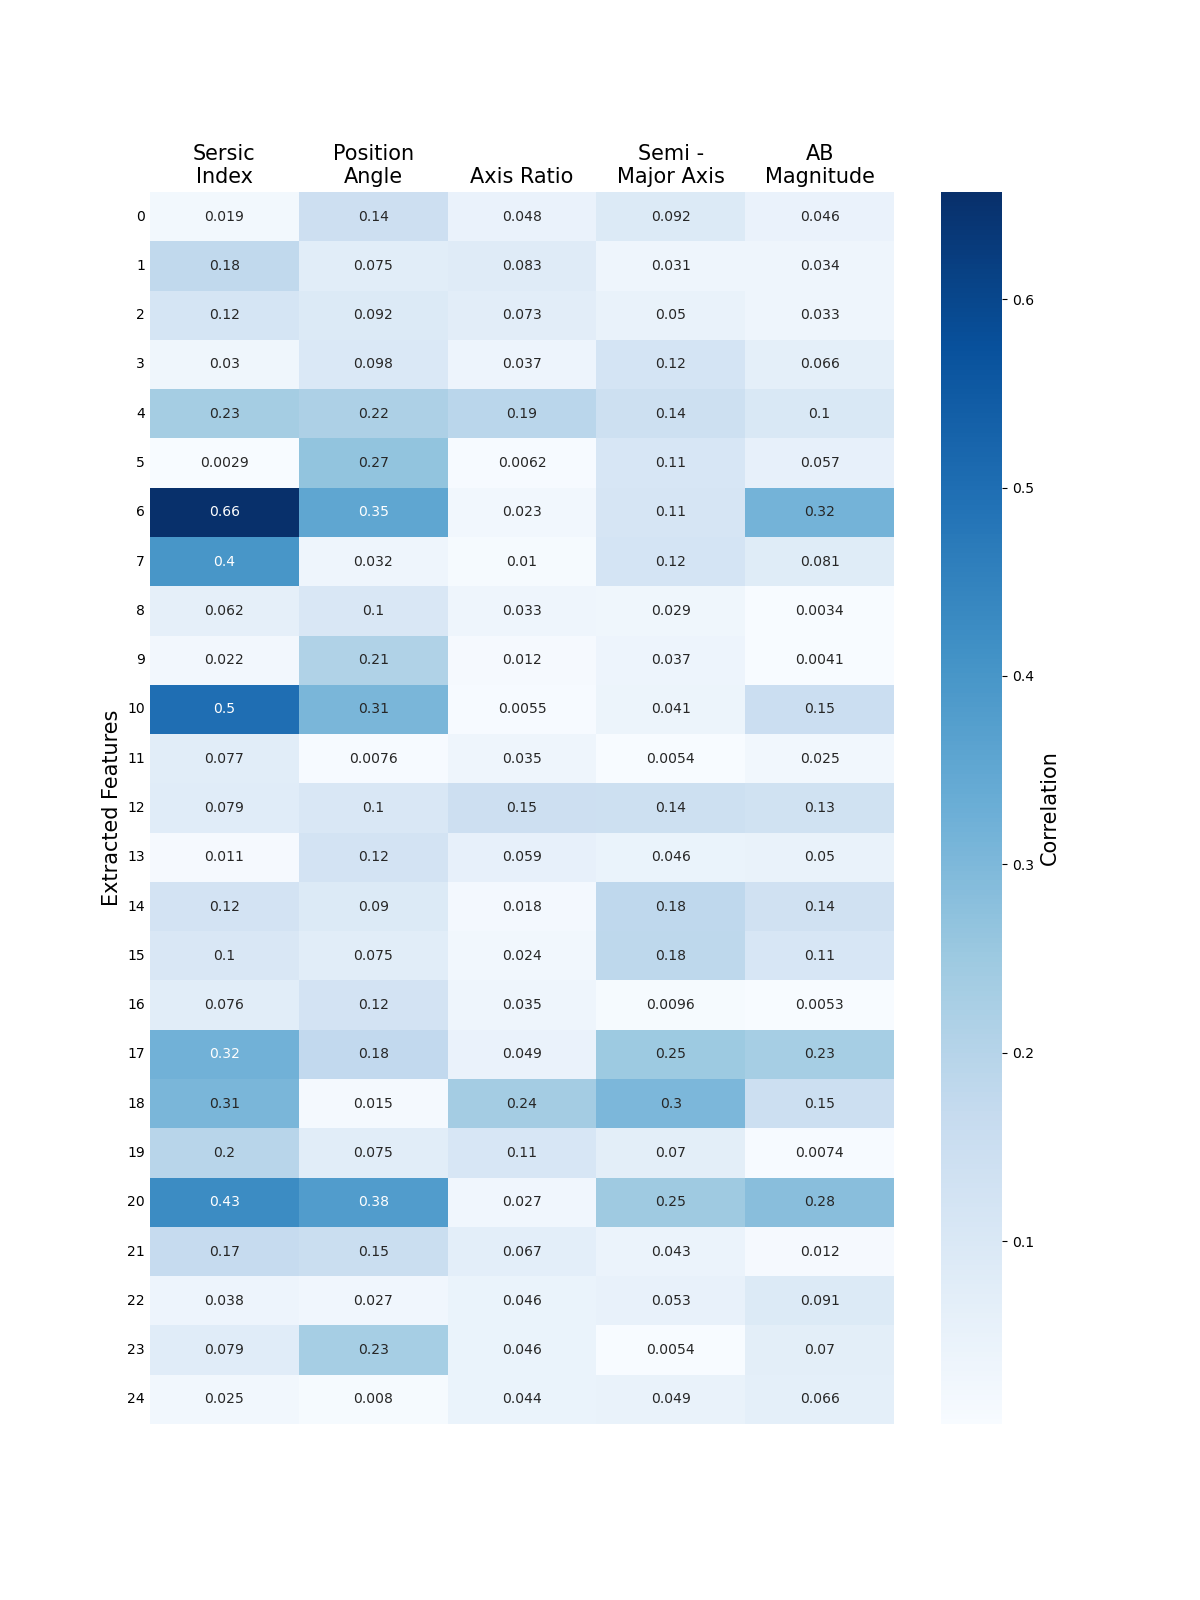 Sersic
Index
Position
Angle
Axis Ratio
Semi -
Major Axis
AB
Magnitude
0 0.019 0.14 0.048 0.092 0.046
1 0.18 0.075 0.083 0.031 0.034
2 0.12 0.092 0.073 0.05 0.033
3 0.03 0.098 0.037 0.12 0.066
4 0.23 0.22 0.19 0.14 0.1
5 0.0029 0.27 0.0062 0.11 0.057
6 0.66 0.35 0.023 0.11 0.32
7 0.4 0.032 0.01 0.12 0.081
8 0.062 0.1 0.033 0.029 0.0034
9 0.022 0.21 0.012 0.037 0.0041
10 0.5 0.31 0.0055 0.041 0.15
11 0.077 0.0076 0.035 0.0054 0.025
12 0.079 0.1 0.15 0.14 0.13
13 0.011 0.12 0.059 0.046 0.05
14 0.12 0.09 0.018 0.18 0.14
15 0.1 0.075 0.024 0.18 0.11
16 0.076 0.12 0.035 0.0096 0.0053
17 0.32 0.18 0.049 0.25 0.23
18 0.31 0.015 0.24 0.3 0.15
19 0.2 0.075 0.11 0.07 0.0074
20 0.43 0.38 0.027 0.25 0.28
21 0.17 0.15 0.067 0.043 0.012
22 0.038 0.027 0.046 0.053 0.091
23 0.079 0.23 0.046 0.0054 0.07
24 0.025 0.008 0.044 0.049 0.066
Extracted Features
0.6
0.5
0.4
0.3
0.2
0.1
Correlation